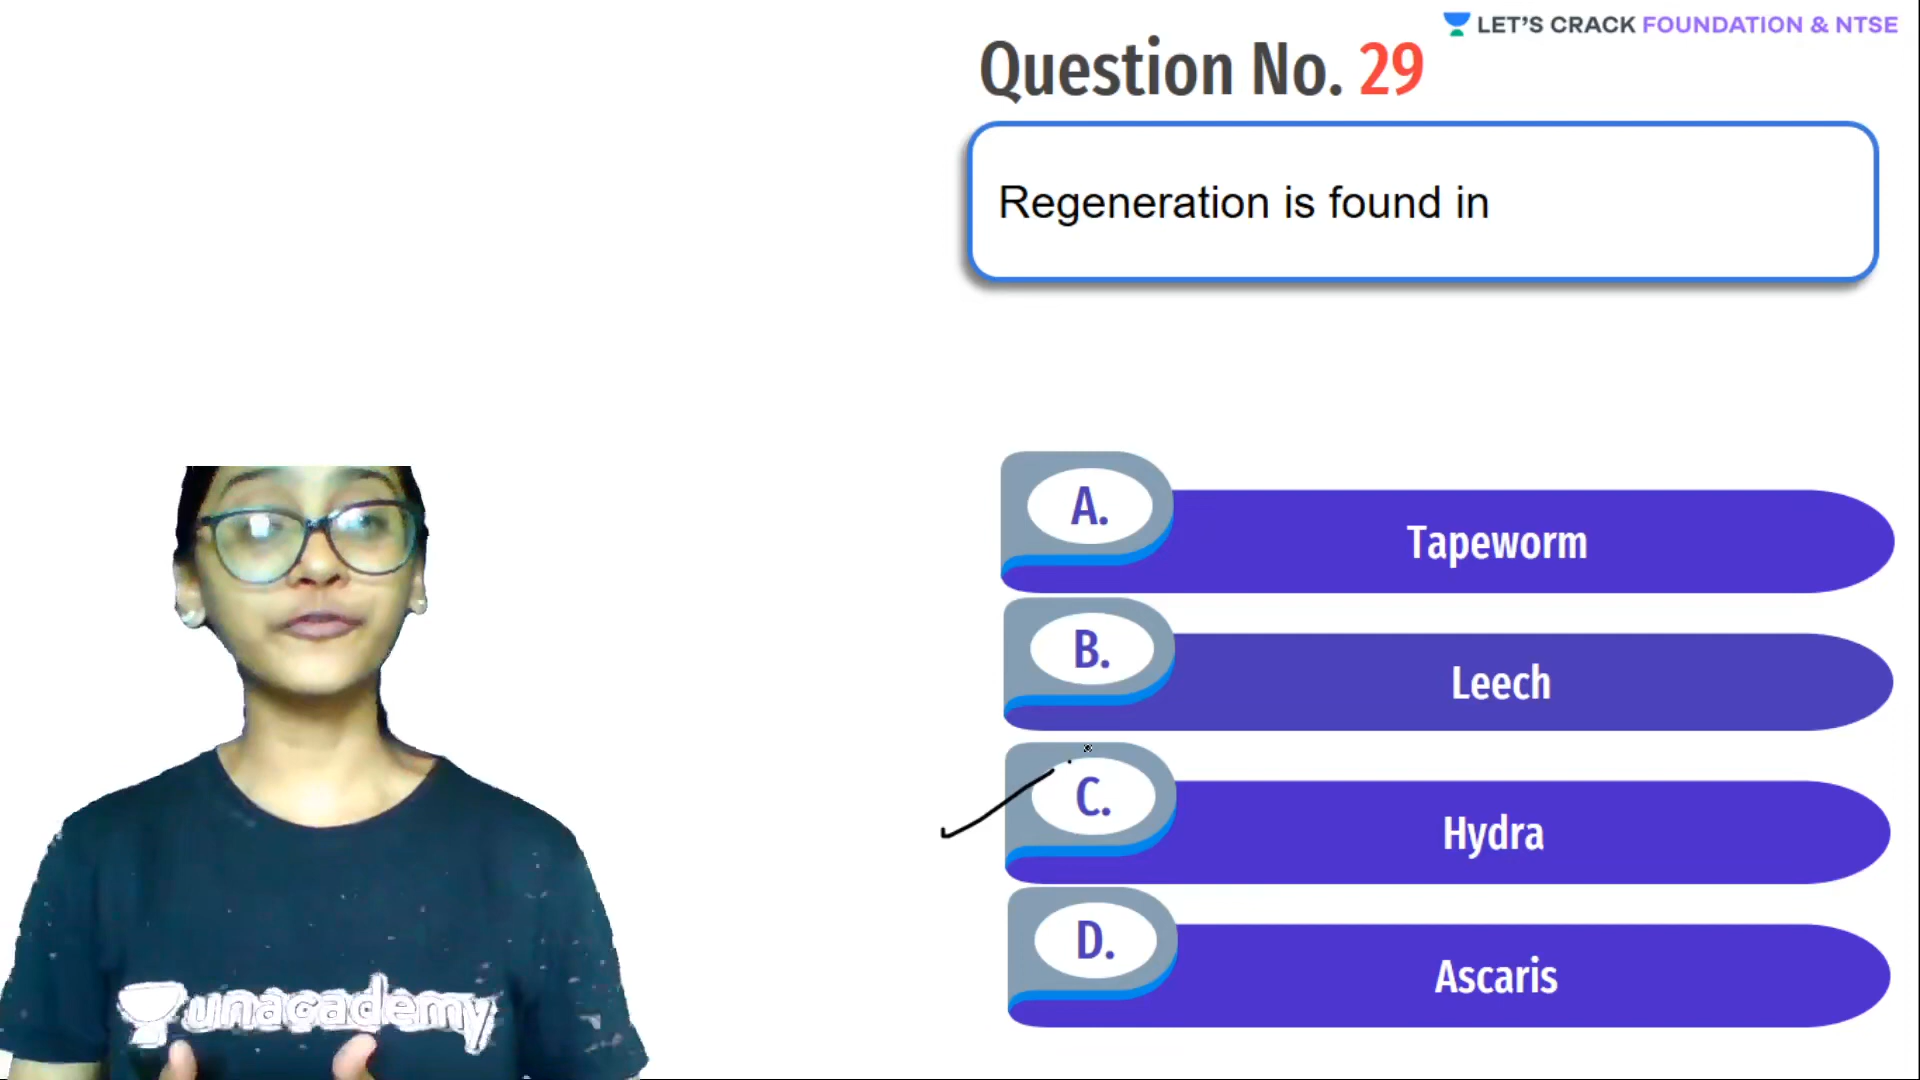 LET'S CRACK FOUNDATION & NTSE
Question No. 29
Regeneration is found in
A.
Tapeworm
B.
Leech
C.
Hydra
D.
Ascaris
unacademy